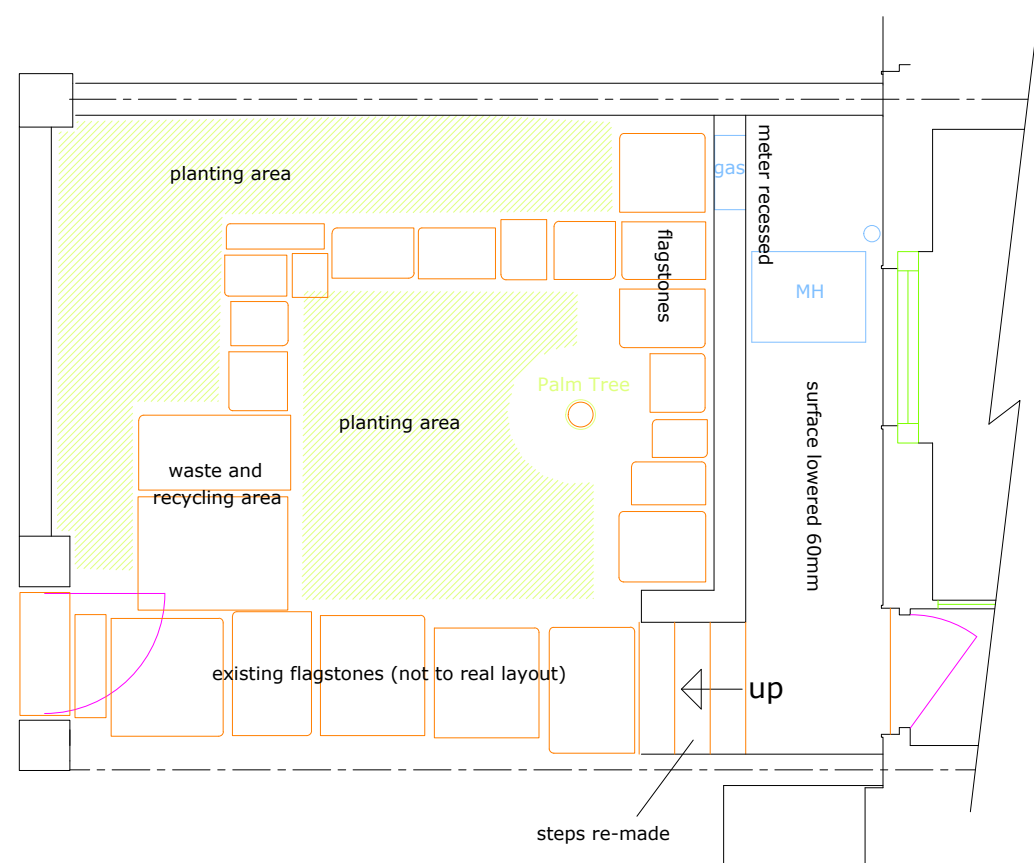 planting area
gas
meter recessed
flagstones
MH
Palm Tree
planting area
surface lowered 60mm
waste and
recycling area
existing flagstones (not to real layout)
up
steps re-made